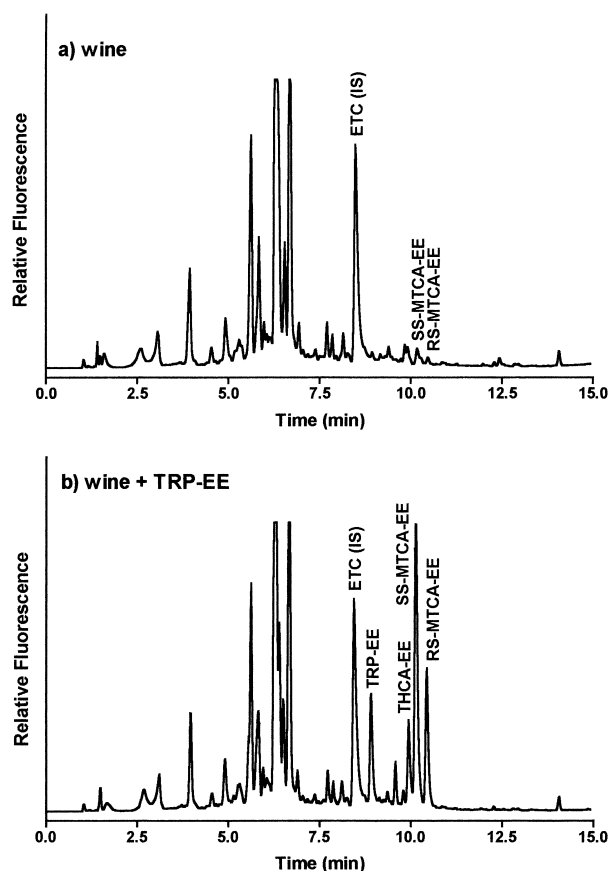 a) wine
Relative Fluorescence
ETC (IS)
SS-MTCA-EE
RS-MTCA-EE
0.0 2.5 5.0 7.5 10.0 12.5 15.0
Time (min)
b) wine + TRP-EE
Relative Fluorescence
ETC (IS)
TRP-EE
THCA-EE
SS-MTCA-EE
RS-MTCA-EE
0.0 2.5 5.0 7.5 10.0 12.5 15.0
Time (min)